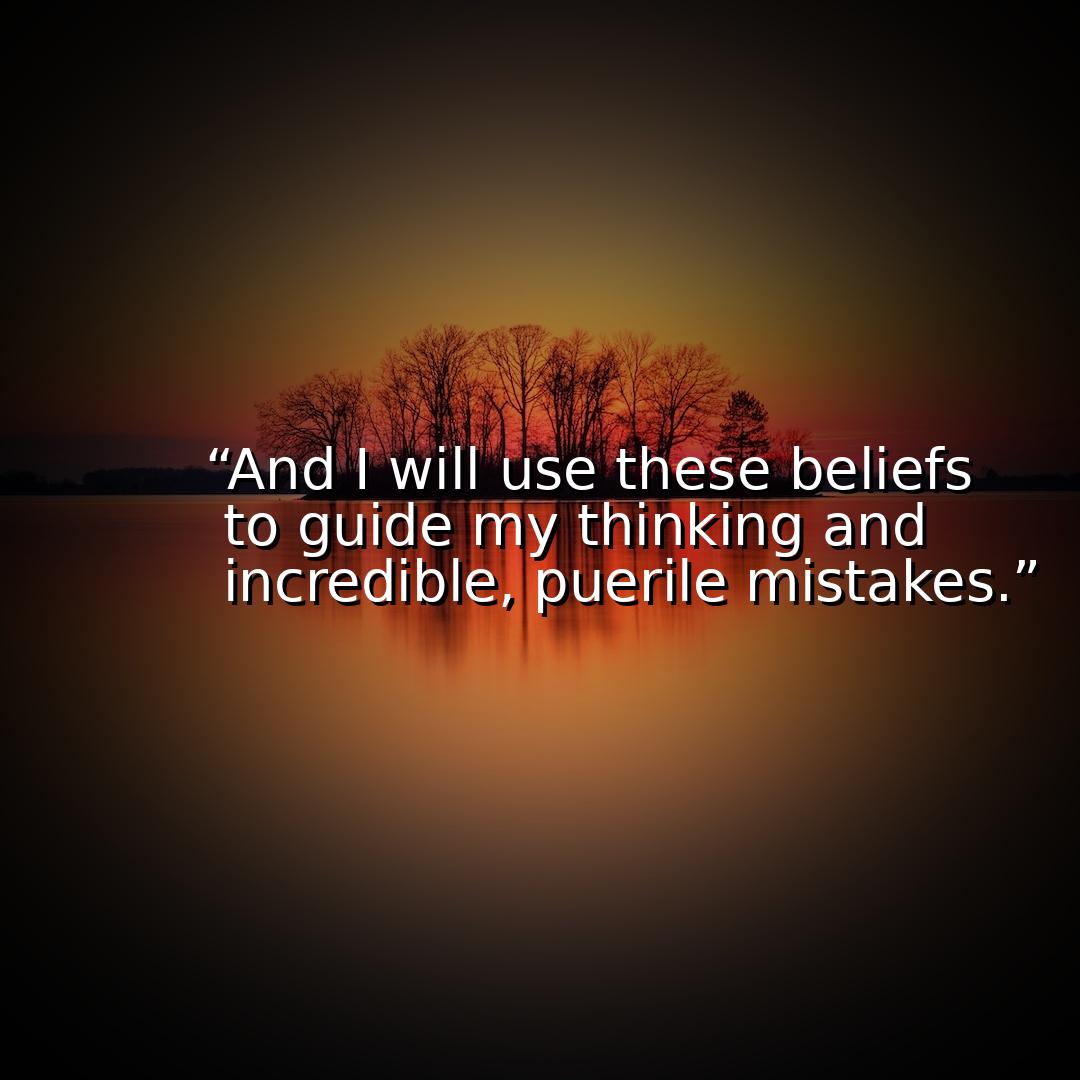 “And I will use these beliefs
to guide my thinking and
incredible, puerile mistakes.”